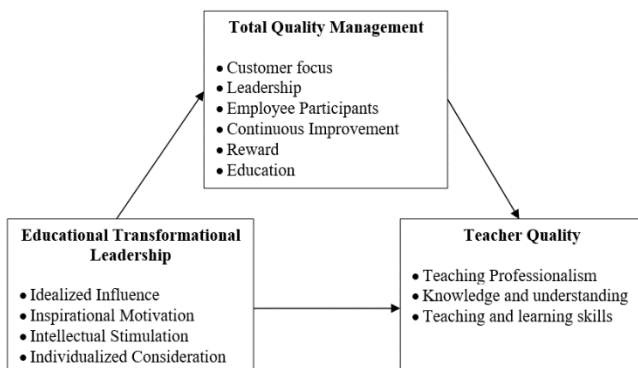 Total Quality Management
• Customer focus
• Leadership
• Employee Participants
• Continuous Improvement
• Reward
• Education
Educational Transformational
Leadership
• Idealized Influence
• Inspirational Motivation
• Intellectual Stimulation
• Individualized Consideration
Teacher Quality
• Teaching Professionalism
• Knowledge and understanding
• Teaching and learning skills